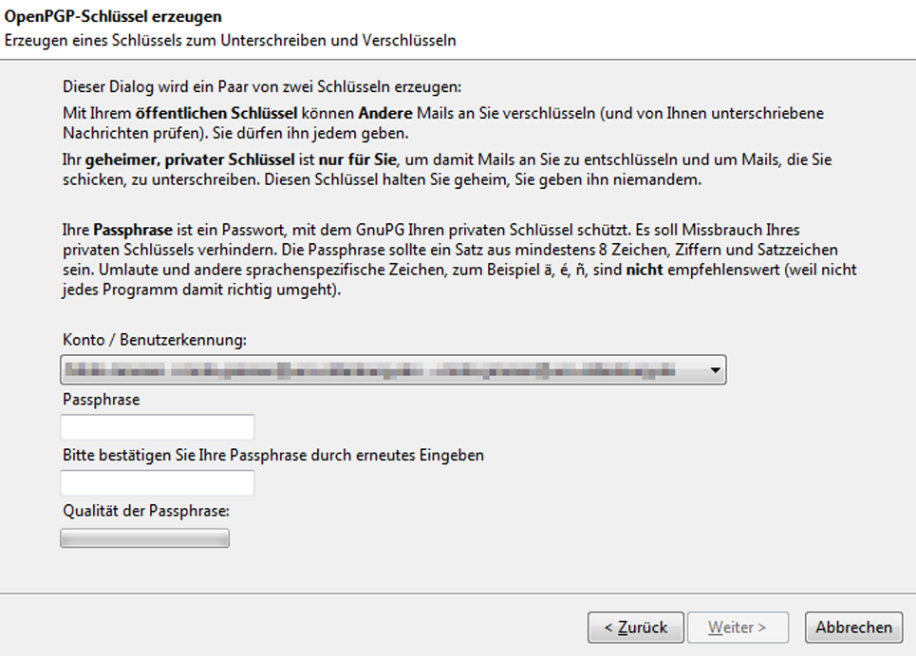 OpenPGP-Schlüssel erzeugen
Erzeugen eines Schlüssels zum Unterschreiben und Verschlüsseln
Dieser Dialog wird ein Paar von zwei Schlüsseln erzeugen:
Mit Ihrem öffentlichen Schlüssel können Andere Mails an Sie verschlüsseln (und von Ihnen unterschriebene
Nachrichten prüfen). Sie dürfen ihn jedem geben.
Ihr geheimer, privater Schlüssel ist nur für Sie, um damit Mails an Sie zu entschlüsseln und um Mails, die Sie
schicken, zu unterschreiben. Diesen Schlüssel halten Sie geheim, Sie geben ihn niemandem.
Ihre Passphrase ist ein Passwort, mit dem GnuPG Ihren privaten Schlüssel schützt. Es soll Missbrauch Ihres
privaten Schlüssels verhindern. Die Passphrase sollte ein Satz aus mindestens 8 Zeichen, Ziffern und Satzzeichen
sein. Umlaute und andere sprachenspezifische Zeichen, zum Beispiel ä, é, ñ, sind nicht empfehlenswert (weil nicht
jedes Programm damit richtig umgeht).
Konto / Benutzerkennung:
Passphrase
Bitte bestätigen Sie Ihre Passphrase durch erneutes Eingeben
Qualität der Passphrase:
< Zurück
Weiter >
Abbrechen